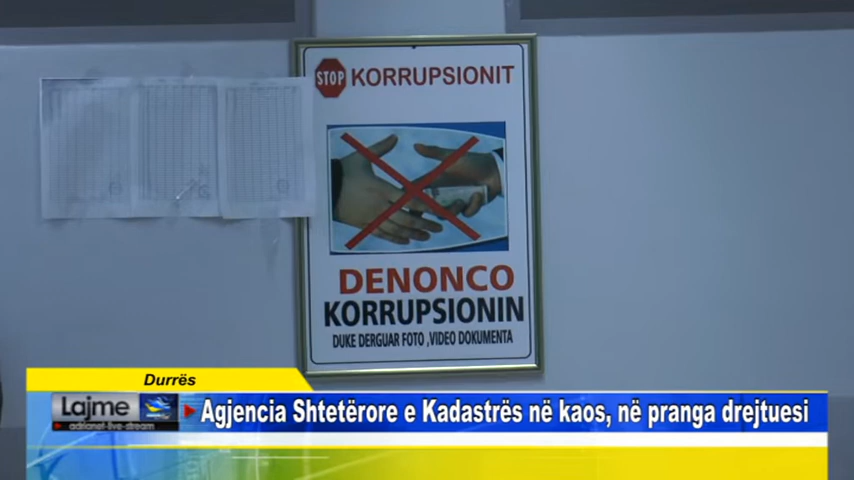 STOP KORRUPSIONIT
DENONCO
KORRUPSIONIN
DUKE DERGUAR FOTO ,VIDEO DOKUMENTA
Durrës
Lajme
adrianet-live-stream
Agjencia Shtetërore e Kadastrës në kaos, në pranga drejtuesi